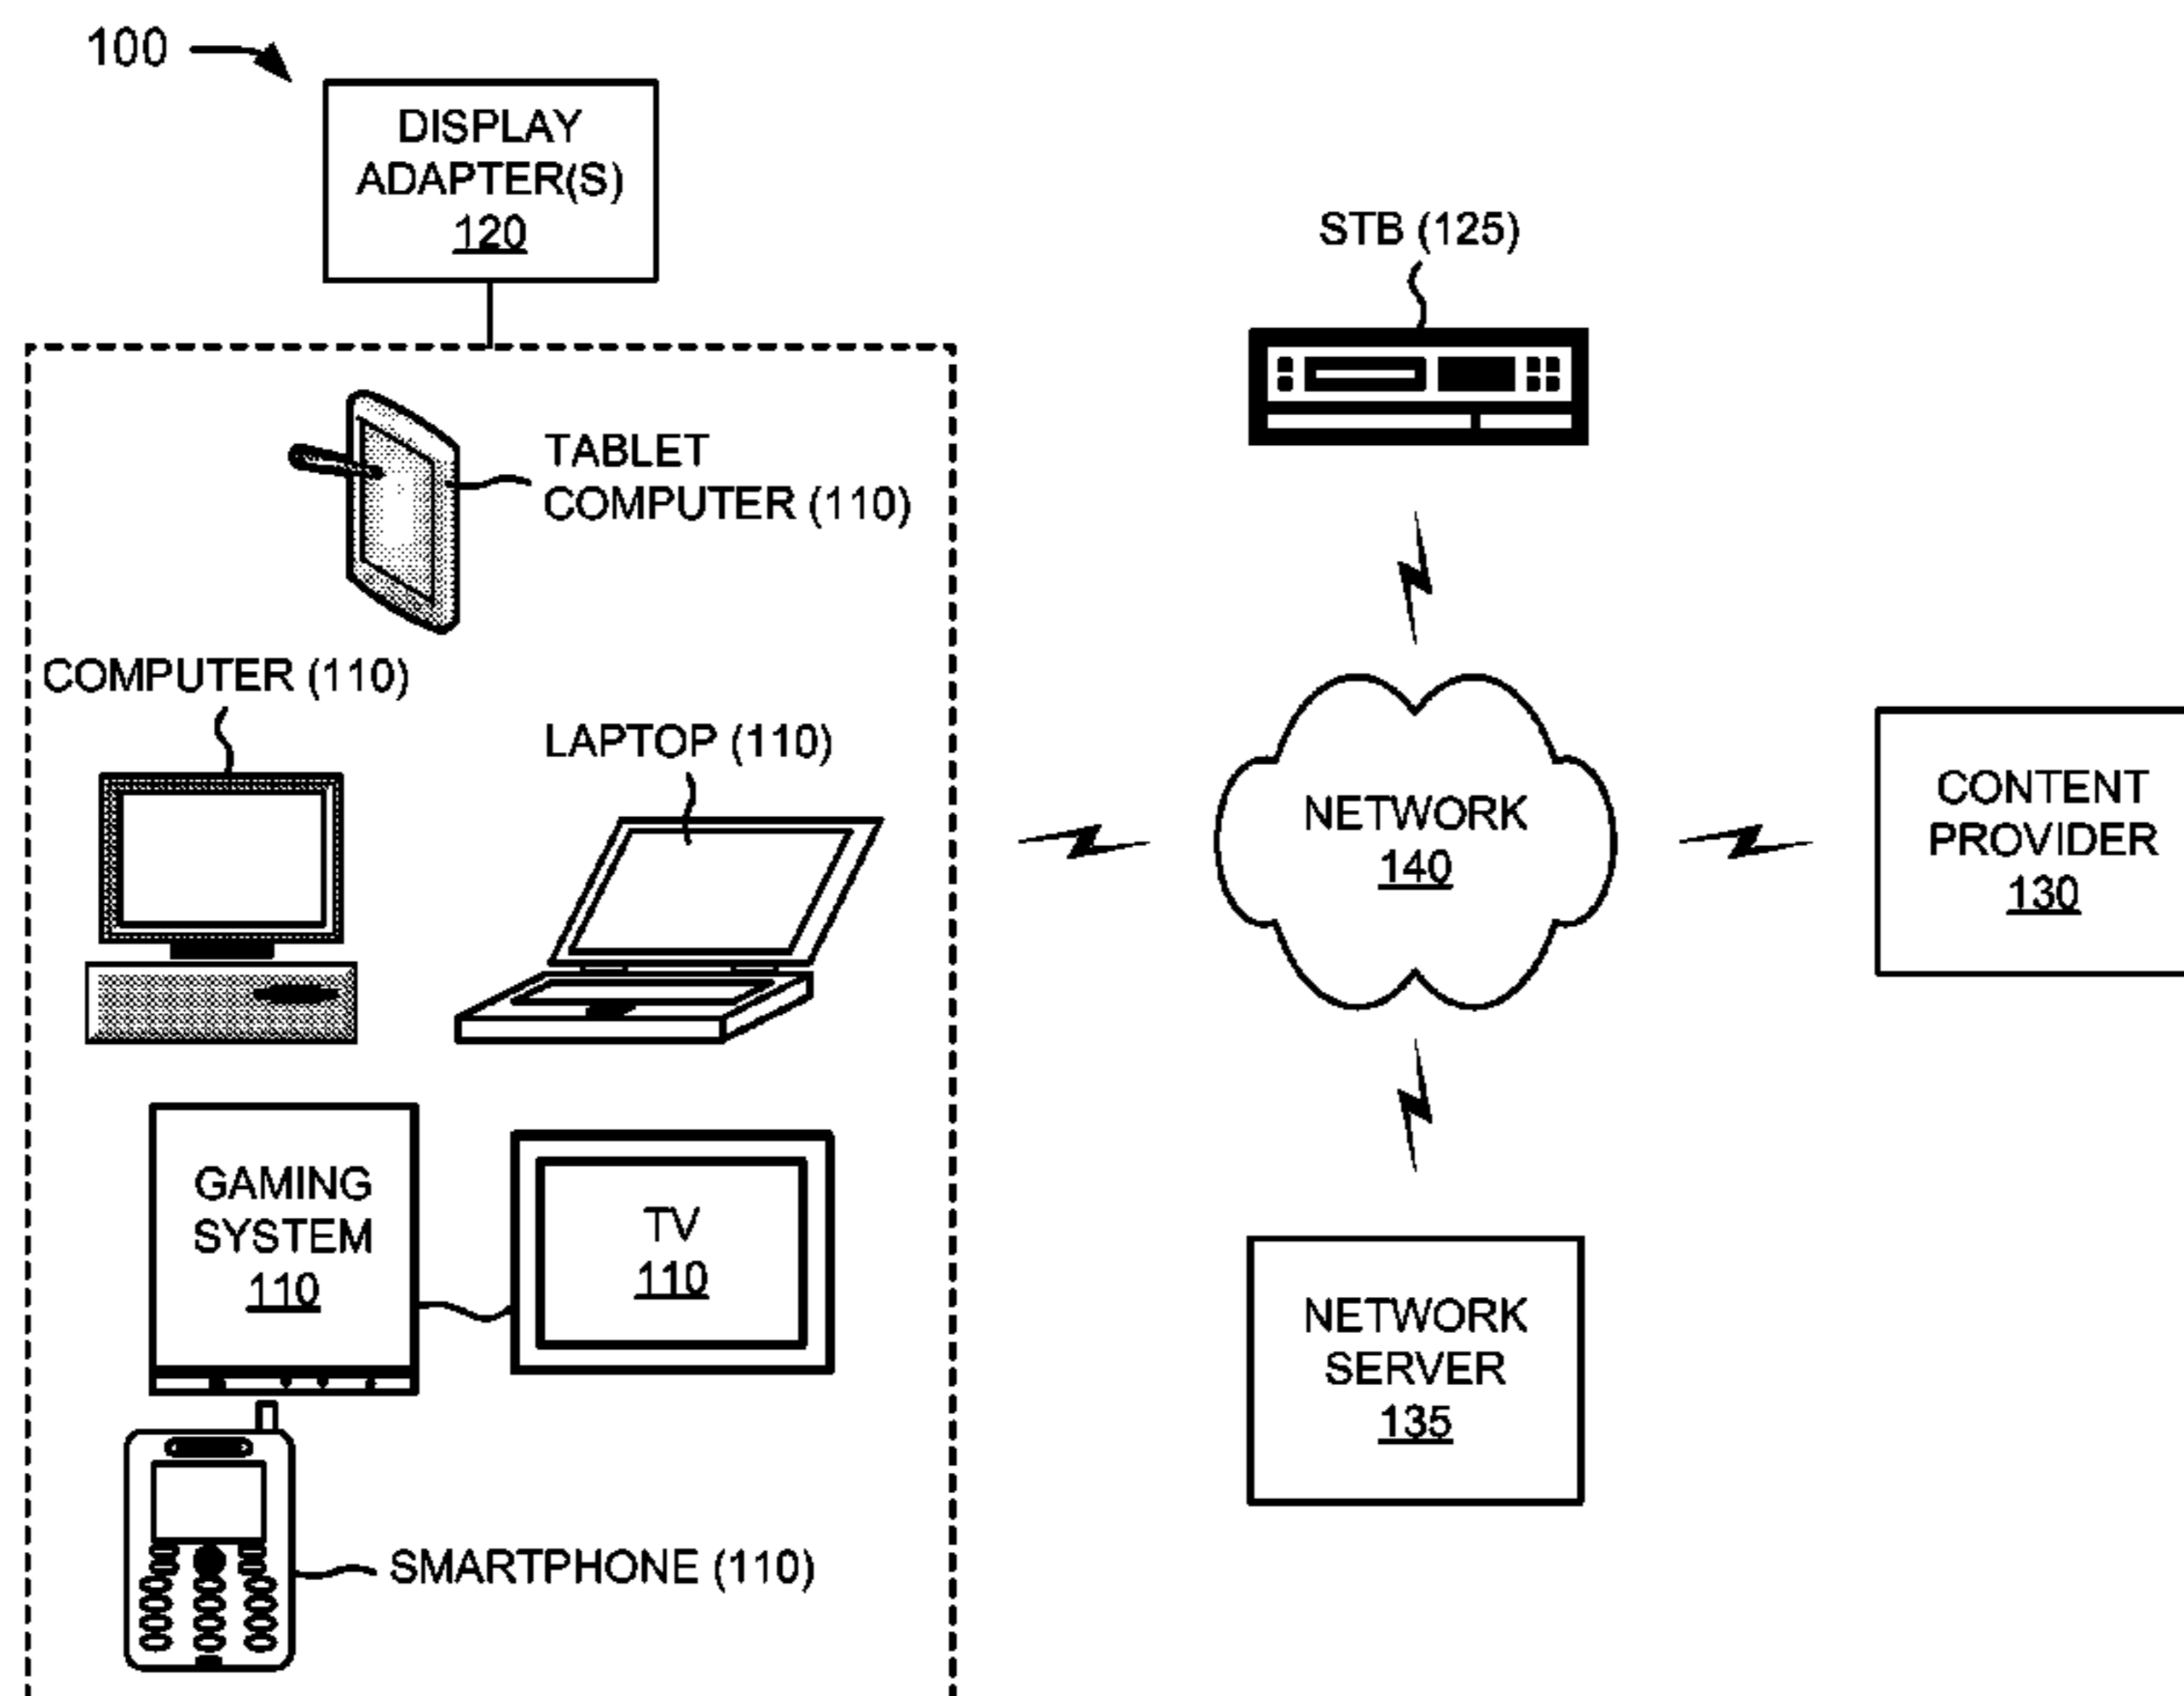 100
DISPLAY
ADAPTER(S)
120
STB (125)
TABLET
COMPUTER (110)
COMPUTER (110)
LAPTOP (110)
NETWORK
140
CONTENT
PROVIDER
130
GAMING
SYSTEM
110
TV
110
NETWORK
SERVER
135
SMARTPHONE (110)